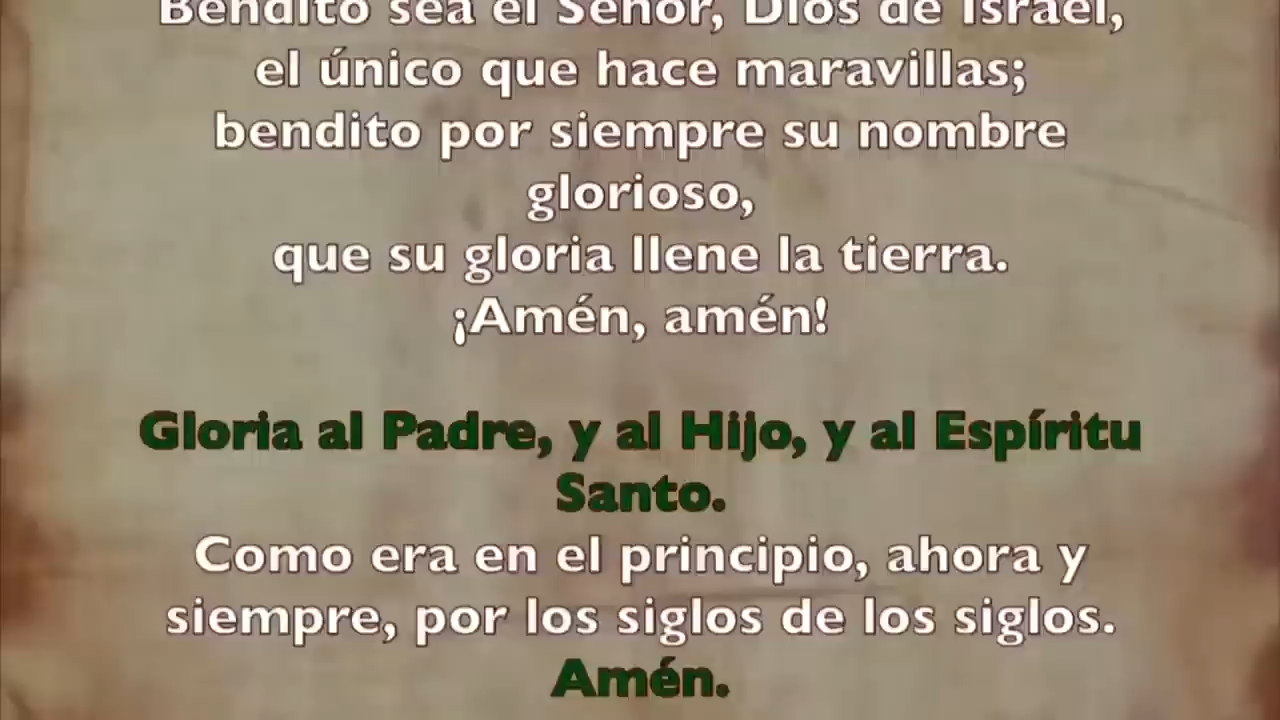 Bendito sea el Señor, Dios de Israel,
el único que hace maravillas;
bendito por siempre su nombre
glorioso,
que su gloria llene la tierra.
¡Amén, amén!
Gloria al Padre, y al Hijo, y al Espíritu
Santo.
Como era en el principio, ahora y
siempre, por los siglos de los siglos.
Amén.